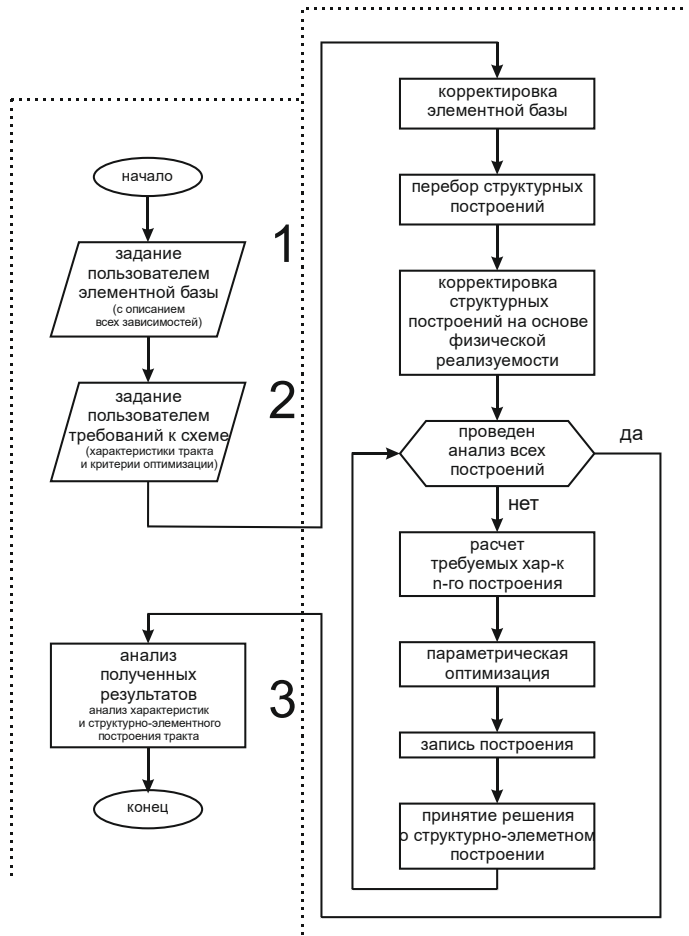 начало
1
задание
пользователем
элементной базы
(с описанием
всех зависимостей)
2
задание
пользователем
требований к схеме
(характеристики тракта
и критерии оптимизации)
корректировка
элементной базы
перебор структурных
построений
корректировка
структурных
построений на основе
физической
реализуемости
проведен
анализ всех
построений
да
нет
расчет
требуемых хар-к
n-го построения
параметрическая
оптимизация
запись построения
принятие решения
о структурно-элеметном
построении
3
анализ
полученных
результатов
анализ характеристик
и структурно-элементного
построения тракта
конец